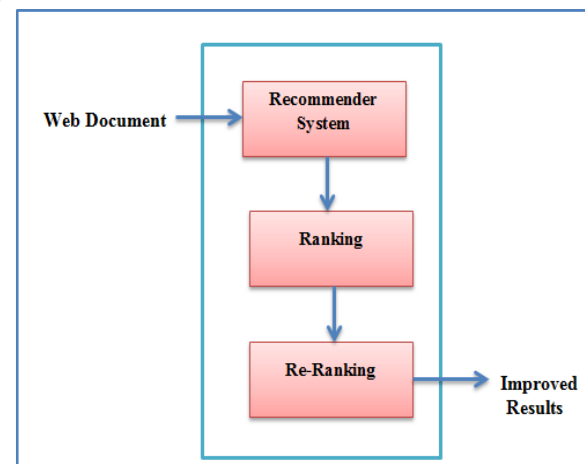 Recommender
System
Web Document
Ranking
Re-Ranking
Improved
Results